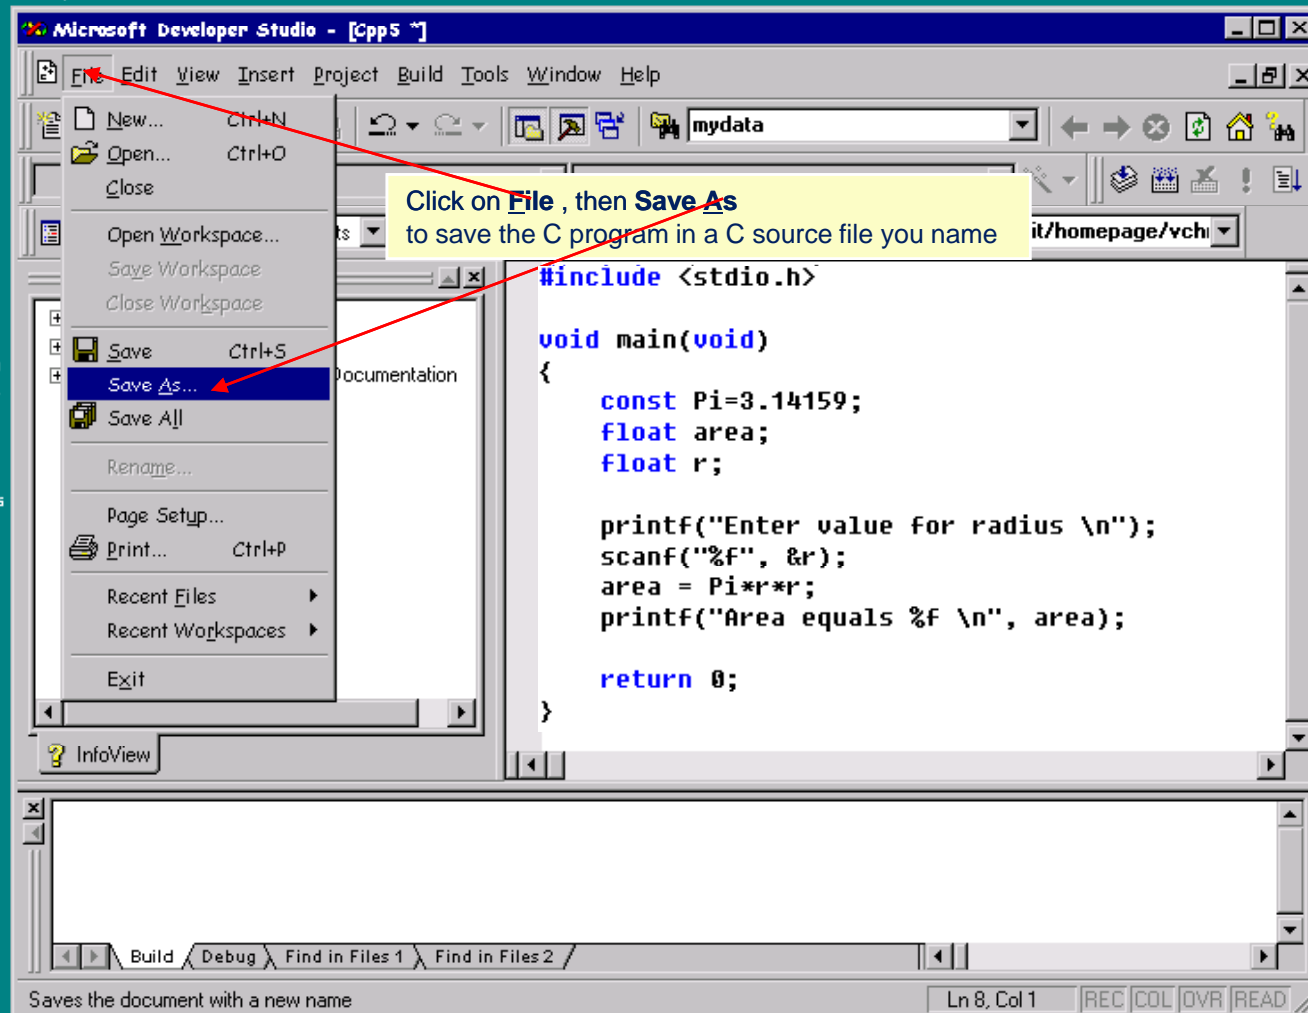 Microsoft Developer Studio - [Cpp5 *]
File Edit View Insert Project Build Tools Window Help
New... Ctrl+N
mydata
Open... Ctrl+O
Close
Click on File , then Save As
to save the C program in a C source file you name
Open Workspace...
ts
it/homepage/vch
Save Workspace
Close Workspace
Save Ctrl+S
Save As...
Documentation
Save All
Rename...
Page Setup...
Print... Ctrl+P
Recent Files
Recent Workspaces
Exit
InfoView
#include <stdio.h>
void main(void)
{
const Pi=3.14159;
float area;
float r;
printf("Enter value for radius \n");
scanf("%f", &r);
area = Pi*r*r;
printf("Area equals %f \n", area);
return 0;
}
Build Debug Find in Files 1 Find in Files 2
Saves the document with a new name
Ln 8, Col 1 REC COL OVR READ